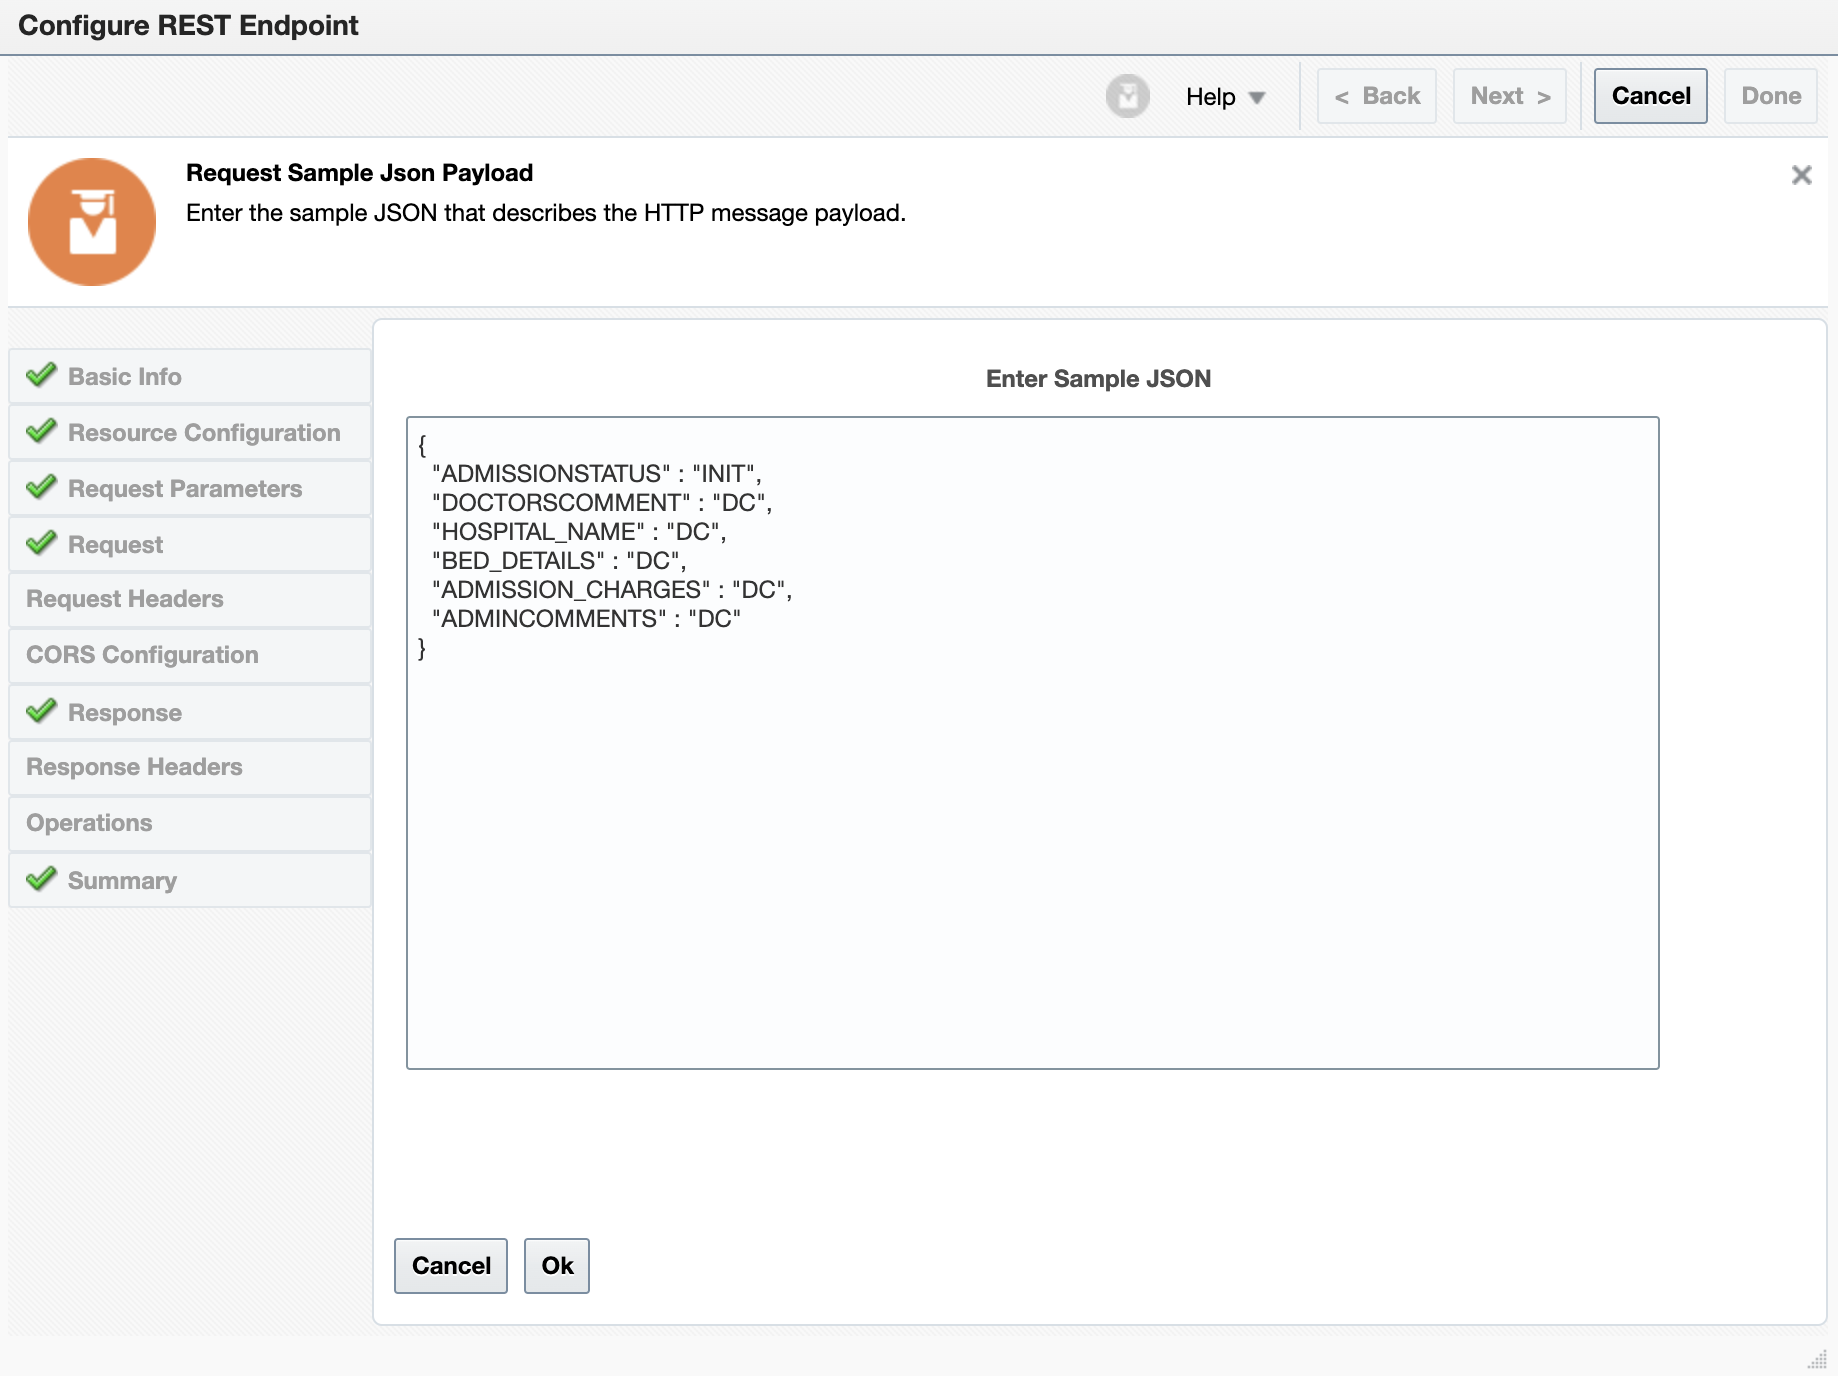 Configure REST Endpoint
Help
< Back
Next >
Cancel
Done
Request Sample Json Payload
Enter the sample JSON that describes the HTTP message payload.
Basic Info
Resource Configuration
Request Parameters
Request
Request Headers
CORS Configuration
Response
Response Headers
Operations
Summary
Enter Sample JSON
{
"ADMISSIONSTATUS" : "INIT",
"DOCTORSCOMMENT" : "DC",
"HOSPITAL_NAME" : "DC",
"BED_DETAILS" : "DC",
"ADMISSION_CHARGES" : "DC",
"ADMINCOMMENTS" : "DC"
}
Cancel
Ok